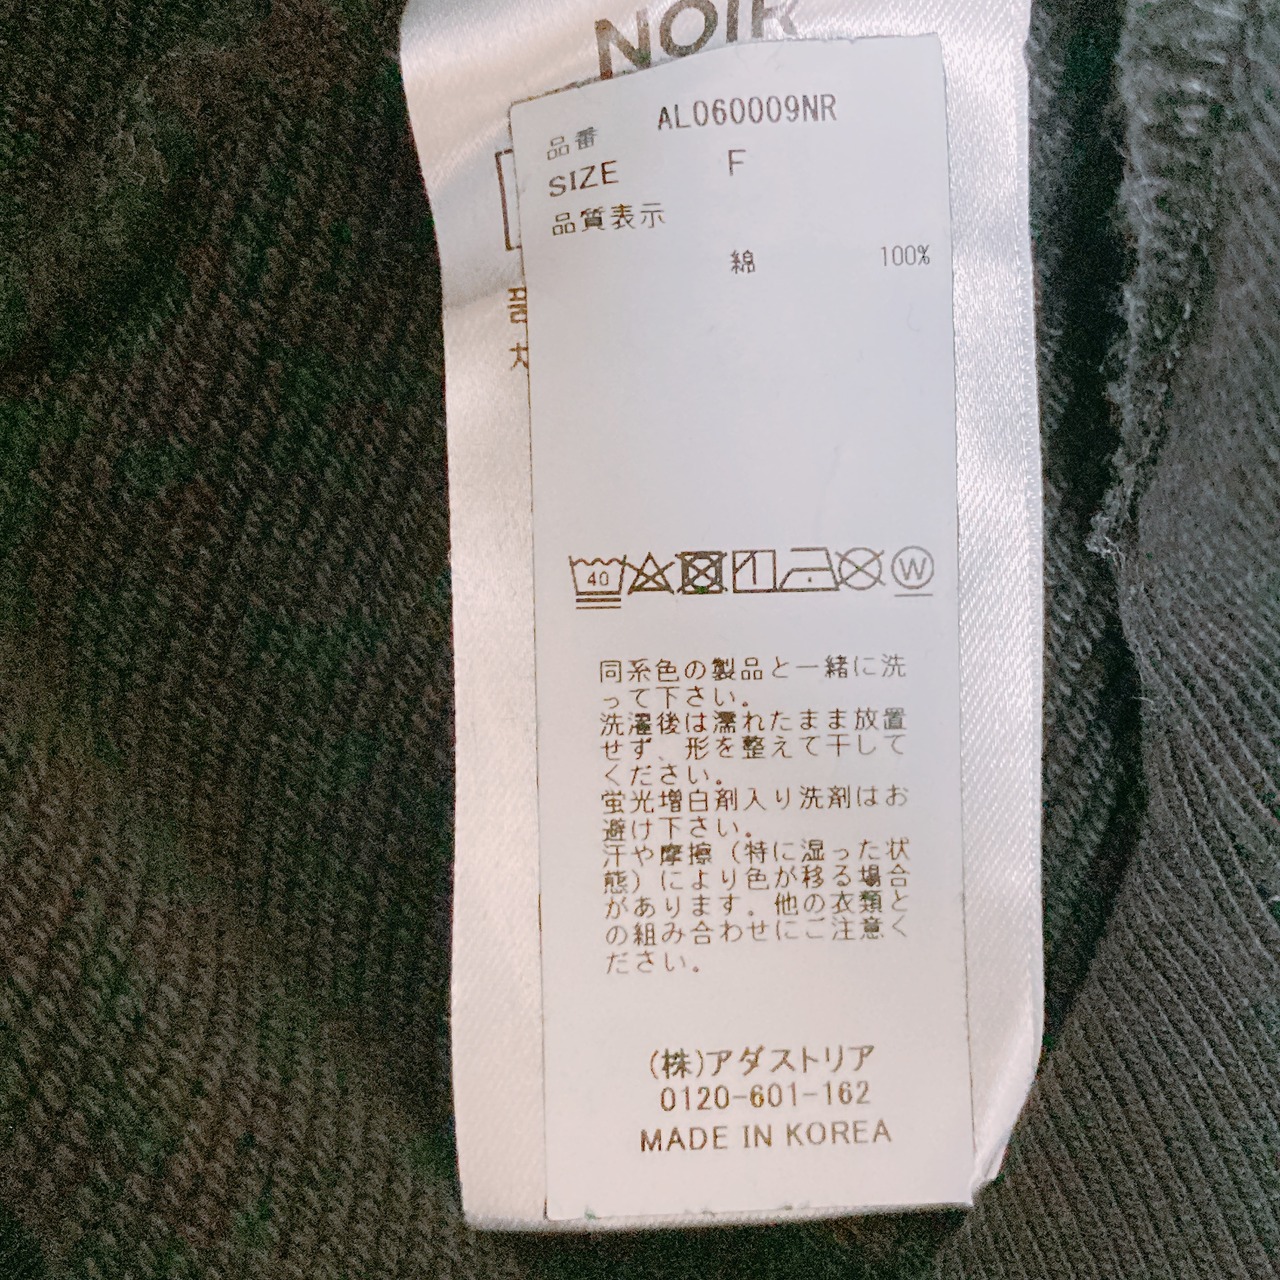 NOIR
品番 AL060009NR
SIZE F
品質表示
綿 100%
품
40
W
同系色の製品と一緒に洗
って下さい。
洗濯後は濡れたまま放置
せず、形を整えて干して
ください。
蛍光増白剤入り洗剤はお
避け下さい。
汗や摩擦（特に湿った状
態）により色が移る場合
があります。他の衣類と
の組み合わせにご注意く
ださい。
(株)アダストリア
0120-601-162
MADE IN KOREA